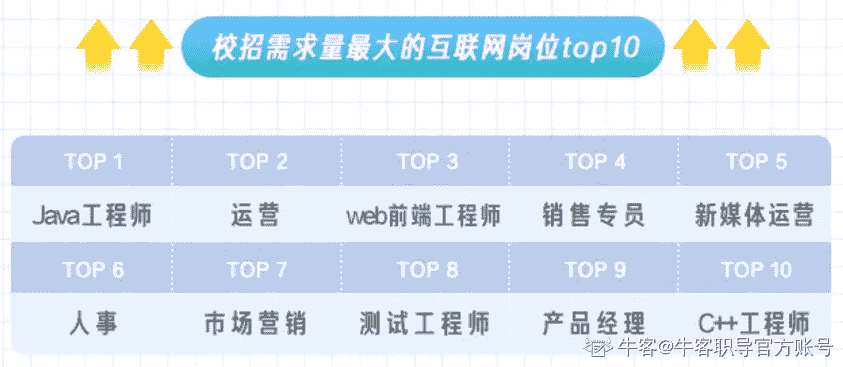 校招需求量最大的互联网岗位top10
TOP 1 TOP 2 TOP 3 TOP 4 TOP 5
Java工程师 运营 web前端工程师 销售专员 新媒体运营
TOP 6 TOP 7 TOP 8 TOP 9 TOP 10
人事 市场营销 测试工程师 产品经理 C++工程师
牛客@牛客职导官方账号